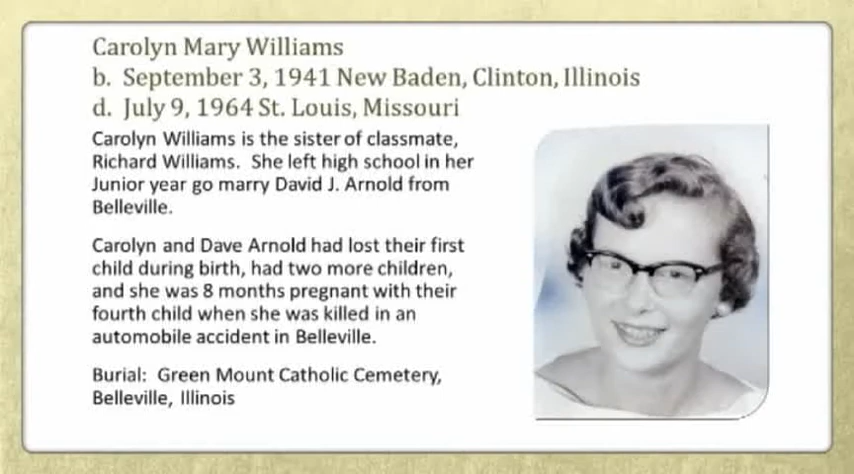 Carolyn Mary Williams
b. September 3, 1941 New Baden, Clinton, Illinois
d. July 9, 1964 St. Louis, Missouri
Carolyn Williams is the sister of classmate,
Richard Williams. She left high school in her
Junior year go marry David J. Arnold from
Belleville.
Carolyn and Dave Arnold had lost their first
child during birth, had two more children,
and she was 8 months pregnant with their
fourth child when she was killed in an
automobile accident in Belleville.
Burial: Green Mount Catholic Cemetery,
Belleville, Illinois